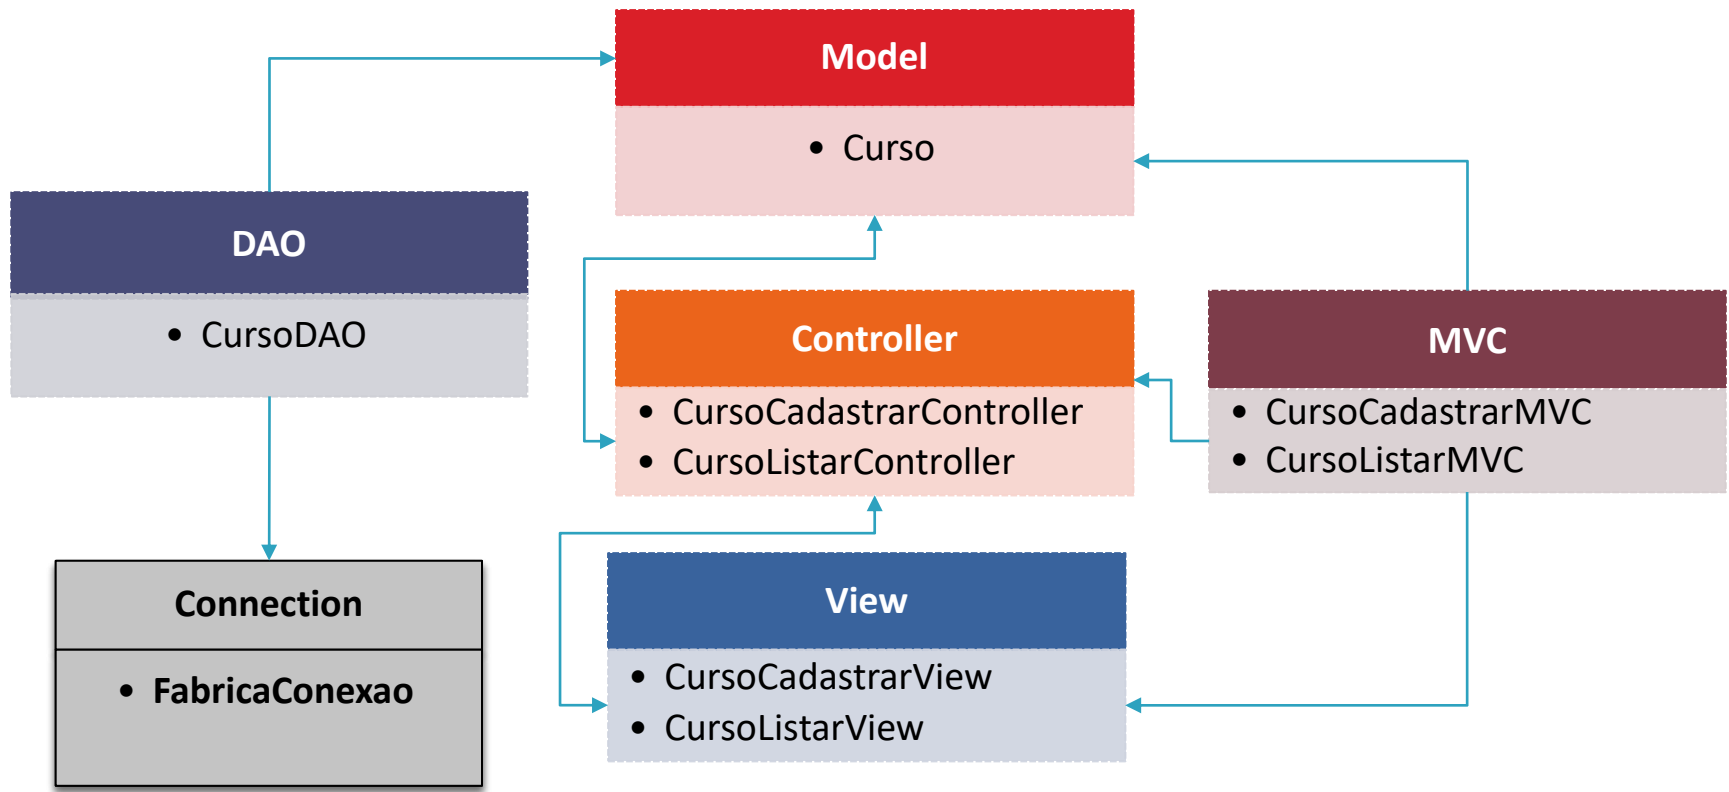 Model
• Curso
DAO
• CursoDAO
Controller
• CursoCadastrarController
• CursoListarController
MVC
• CursoCadastrarMVC
• CursoListarMVC
Connection
• FabricaConexao
View
• CursoCadastrarView
• CursoListarView